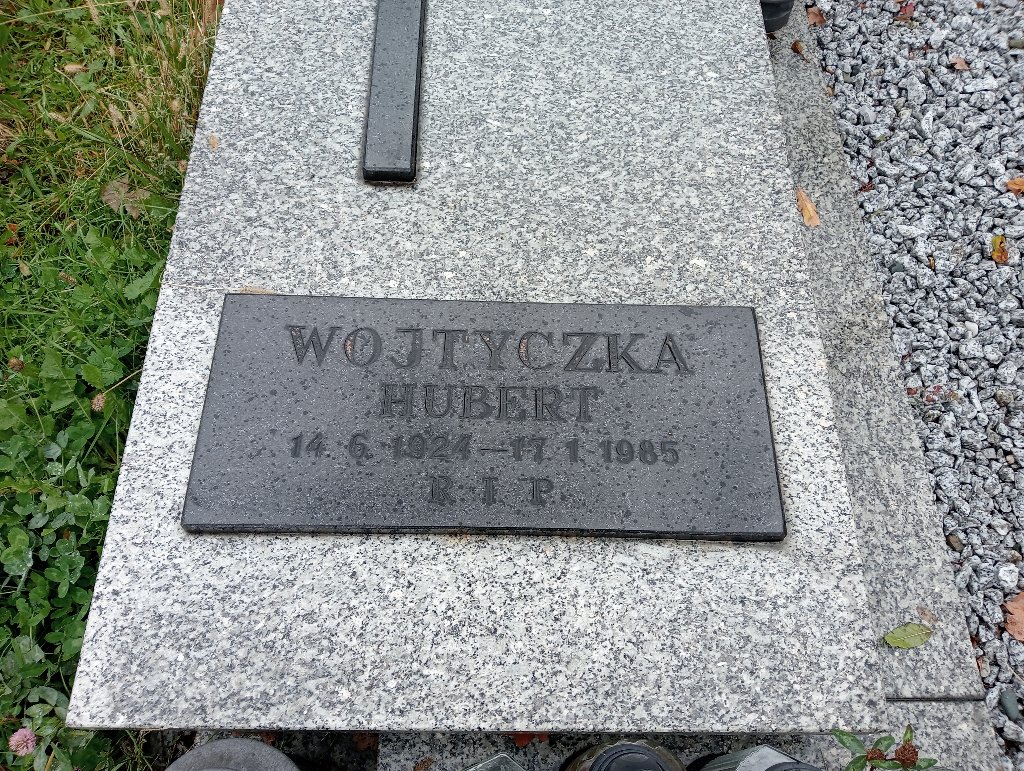 WOJTYCZKA
HUBERT
14. 6. 1924 — 17. 1. 1985
R. I. P.